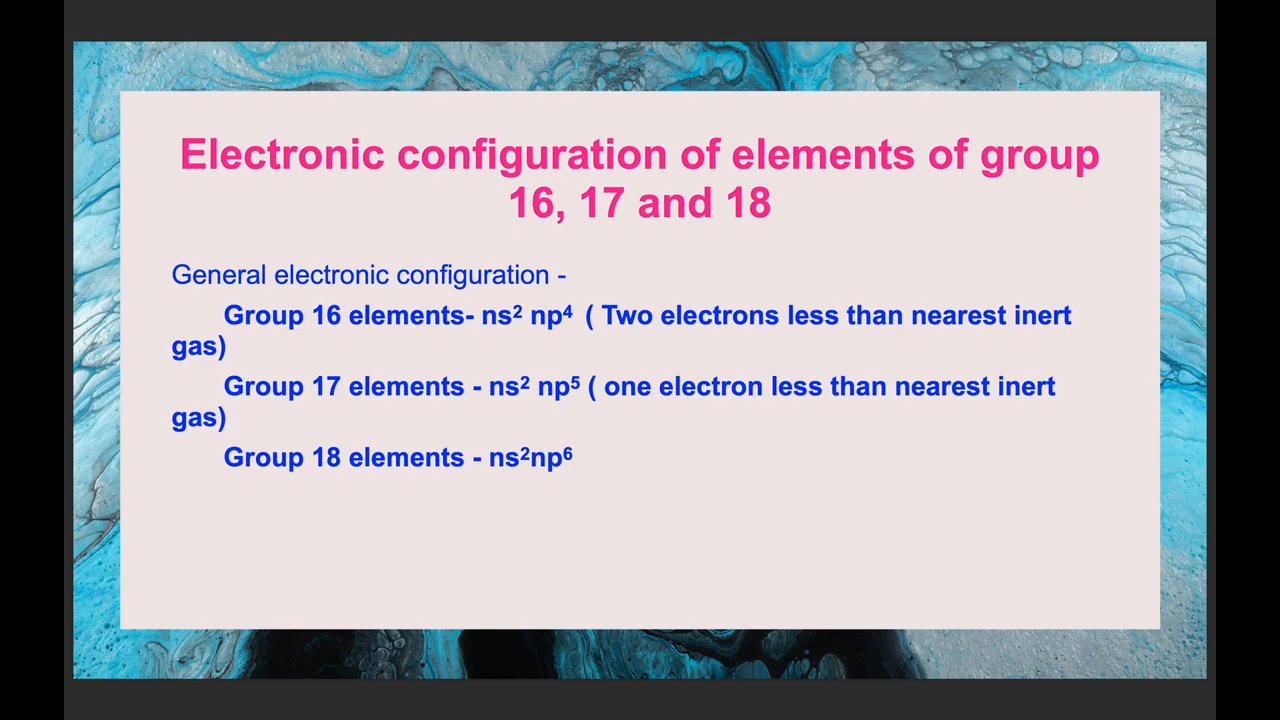 Electronic configuration of elements of group
16, 17 and 18
General electronic configuration -
Group 16 elements- ns² np⁴ ( Two electrons less than nearest inert
gas)
Group 17 elements - ns² np⁵ ( one electron less than nearest inert
gas)
Group 18 elements - ns²np⁶